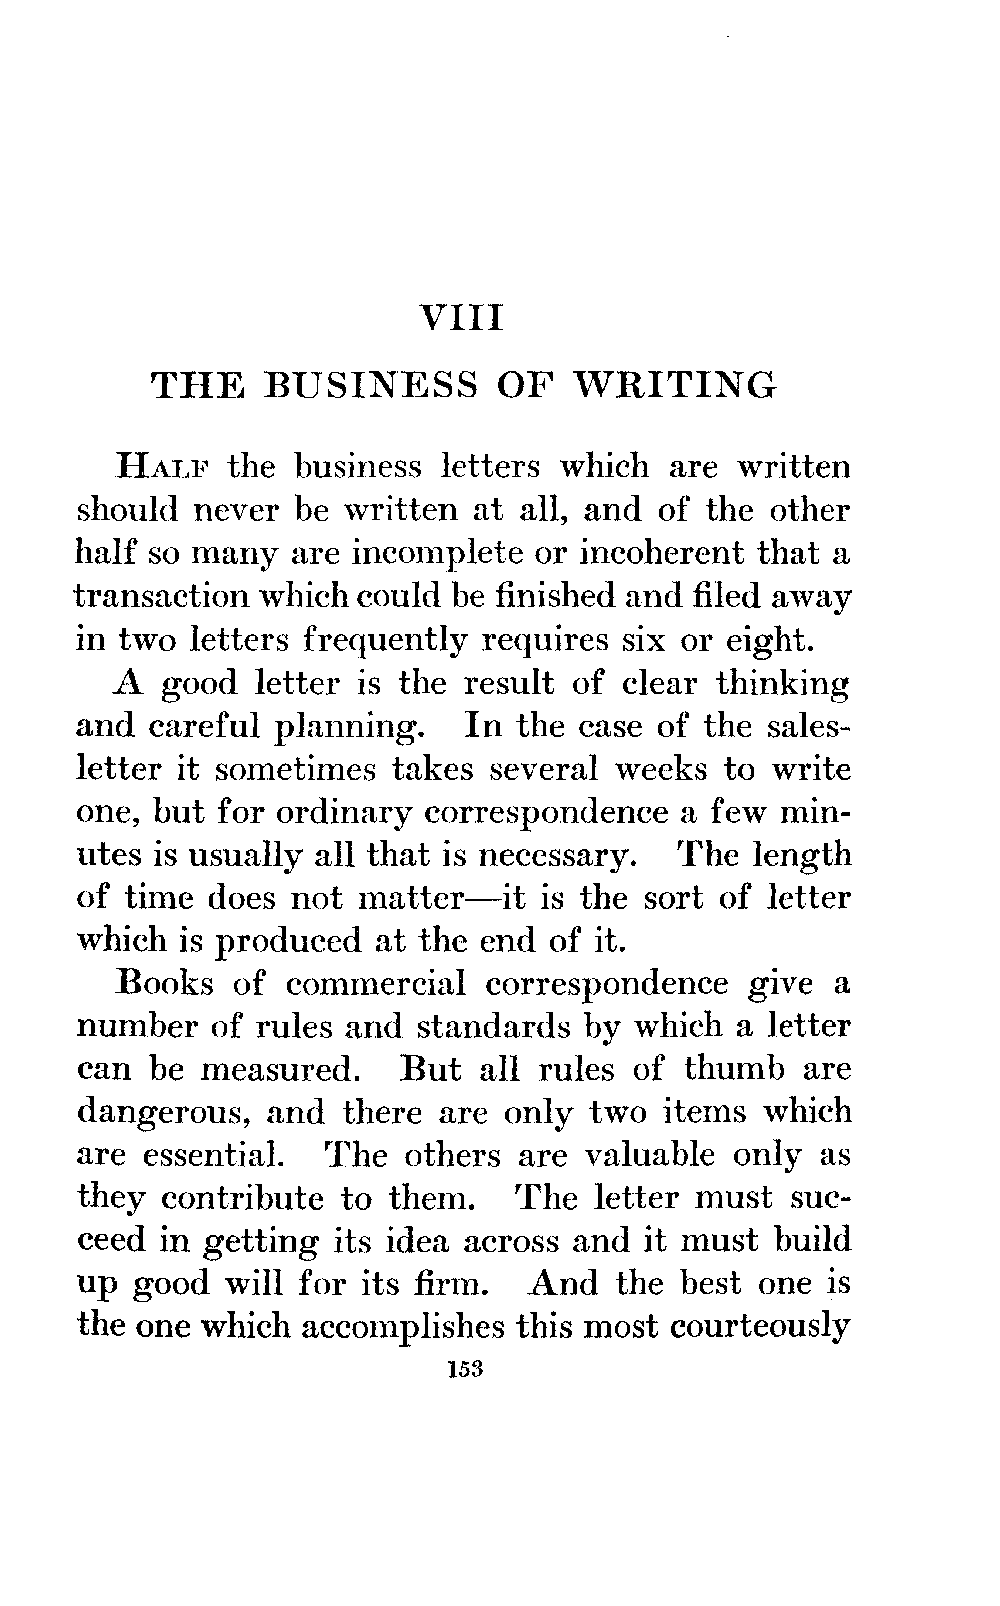 VIII
THE BUSINESS OF WRITING
HALF the business letters which are written
should never be written at all, and of the other
half so many are incomplete or incoherent that a
transaction which could be finished and filed away
in two letters frequently requires six or eight.
A good letter is the result of clear thinking
and careful planning. In the case of the sales-
letter it sometimes takes several weeks to write
one, but for ordinary correspondence a few min-
utes is usually all that is necessary. The length
of time does not matter—it is the sort of letter
which is produced at the end of it.
Books of commercial correspondence give a
number of rules and standards by which a letter
can be measured. But all rules of thumb are
dangerous, and there are only two items which
are essential. The others are valuable only as
they contribute to them. The letter must suc-
ceed in getting its idea across and it must build
up good will for its firm. And the best one is
the one which accomplishes this most courteously
153